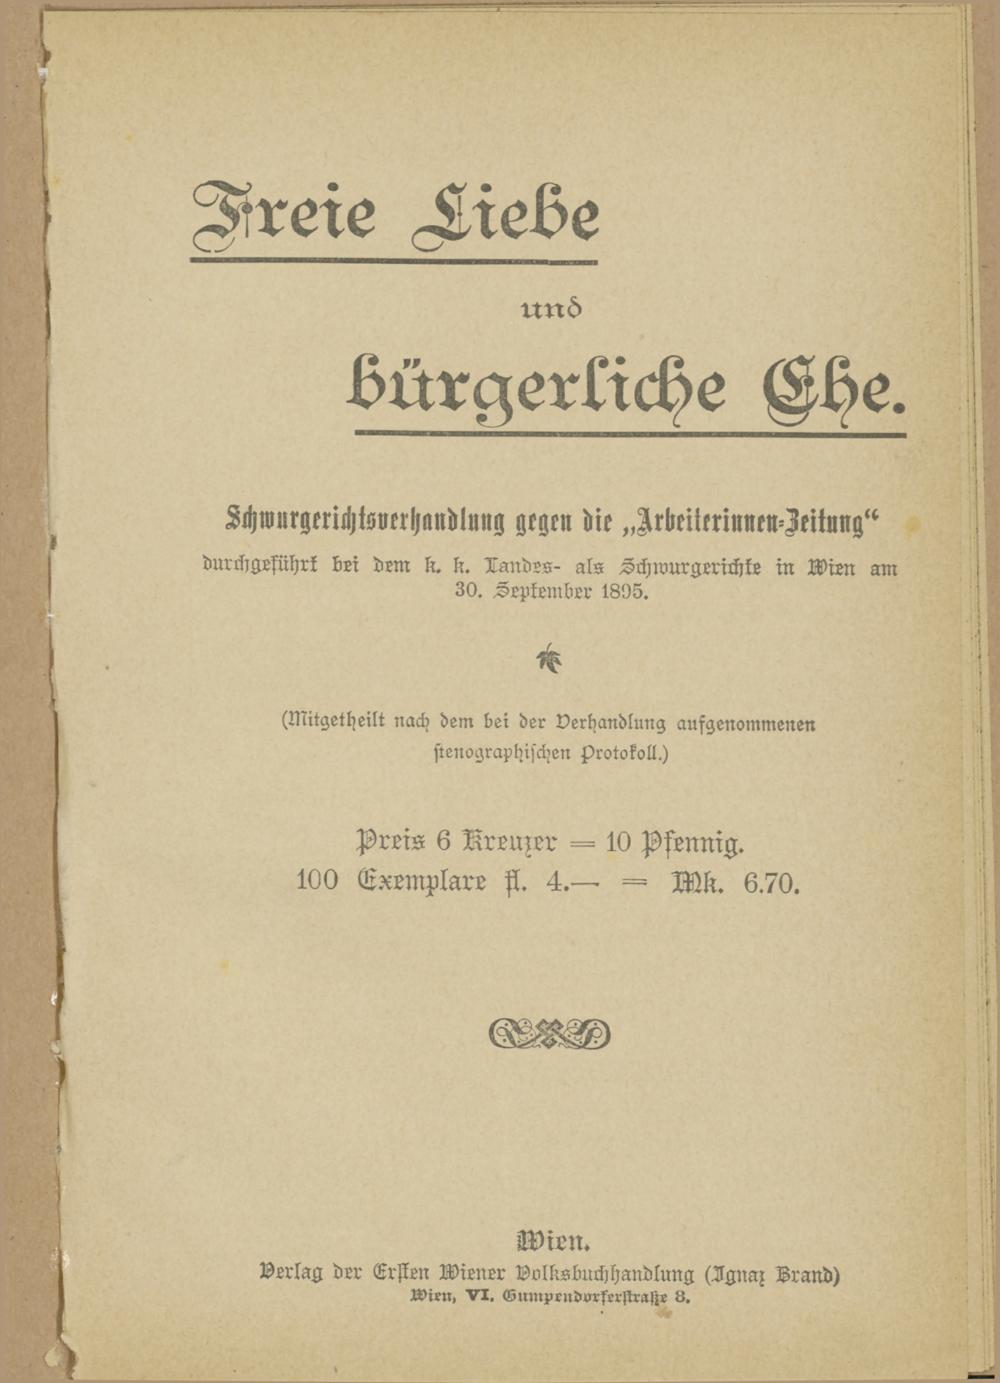 Freie Liebe
und
bürgerliche Ehe.
Schwurgerichtsverhandlung gegen die „Arbeiterinnen-Zeitung“
durchgeführt bei dem k. k. Landes- als Schwurgerichte in Wien am
30. September 1895.
(Mitgetheilt nach dem bei der Verhandlung aufgenommenen
stenographischen Protokoll.)
Preis 6 Kreuzer = 10 Pfennig.
100 Exemplare fl. 4.— = Mk. 6.70.
Wien.
Verlag der Ersten Wiener Volksbuchhandlung (Ignaz Brand)
Wien, VI. Gumpendorferstraße 8.